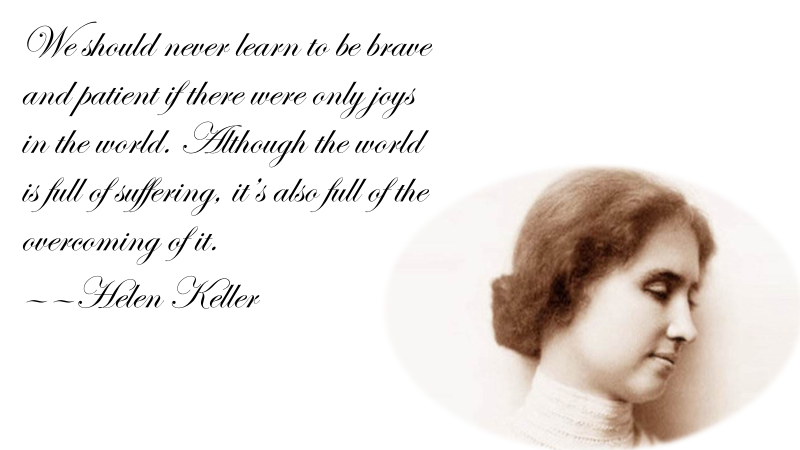 We should never learn to be brave
and patient if there were only joys
in the world. Although the world
is full of suffering, it's also full of the
overcoming of it.
~~Helen Keller